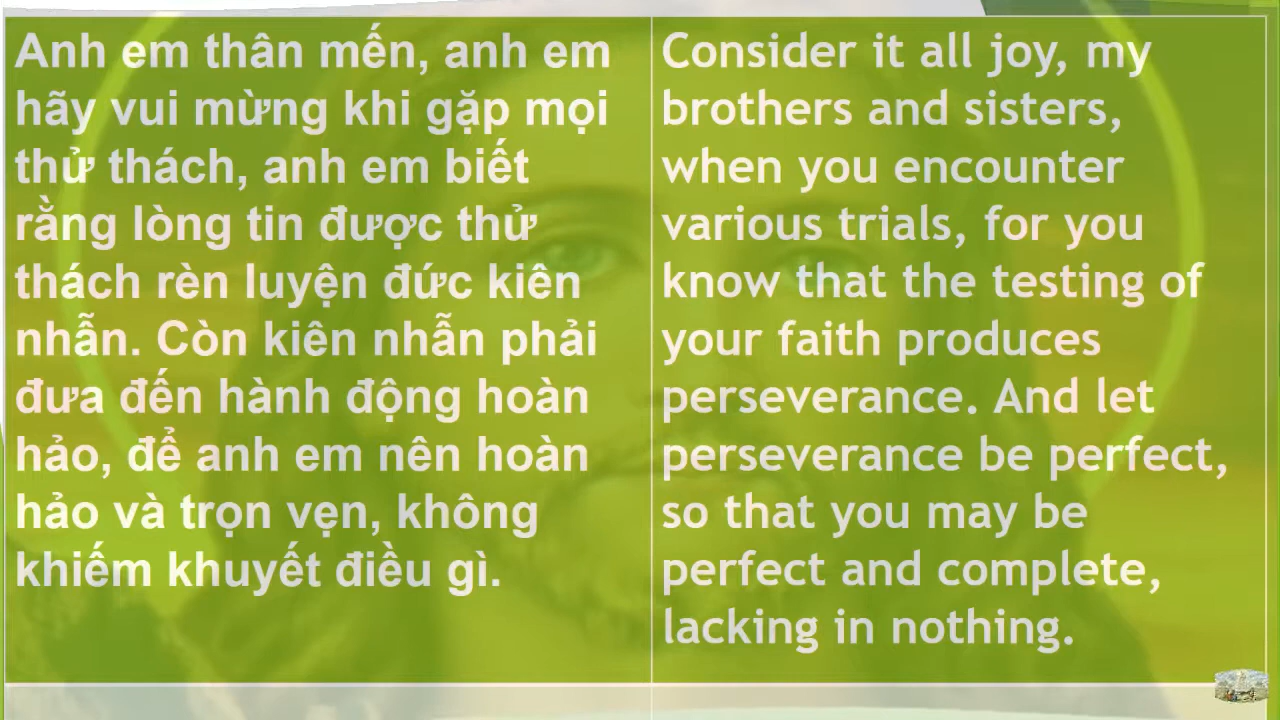 Anh em thân mến, anh em
hãy vui mừng khi gặp mọi
thử thách, anh em biết
rằng lòng tin được thử
thách rèn luyện đức kiên
nhẫn. Còn kiên nhẫn phải
đưa đến hành động hoàn
hảo, để anh em nên hoàn
hảo và trọn vẹn, không
khiếm khuyết điều gì.
Consider it all joy, my
brothers and sisters,
when you encounter
various trials, for you
know that the testing of
your faith produces
perseverance. And let
perseverance be perfect,
so that you may be
perfect and complete,
lacking in nothing.